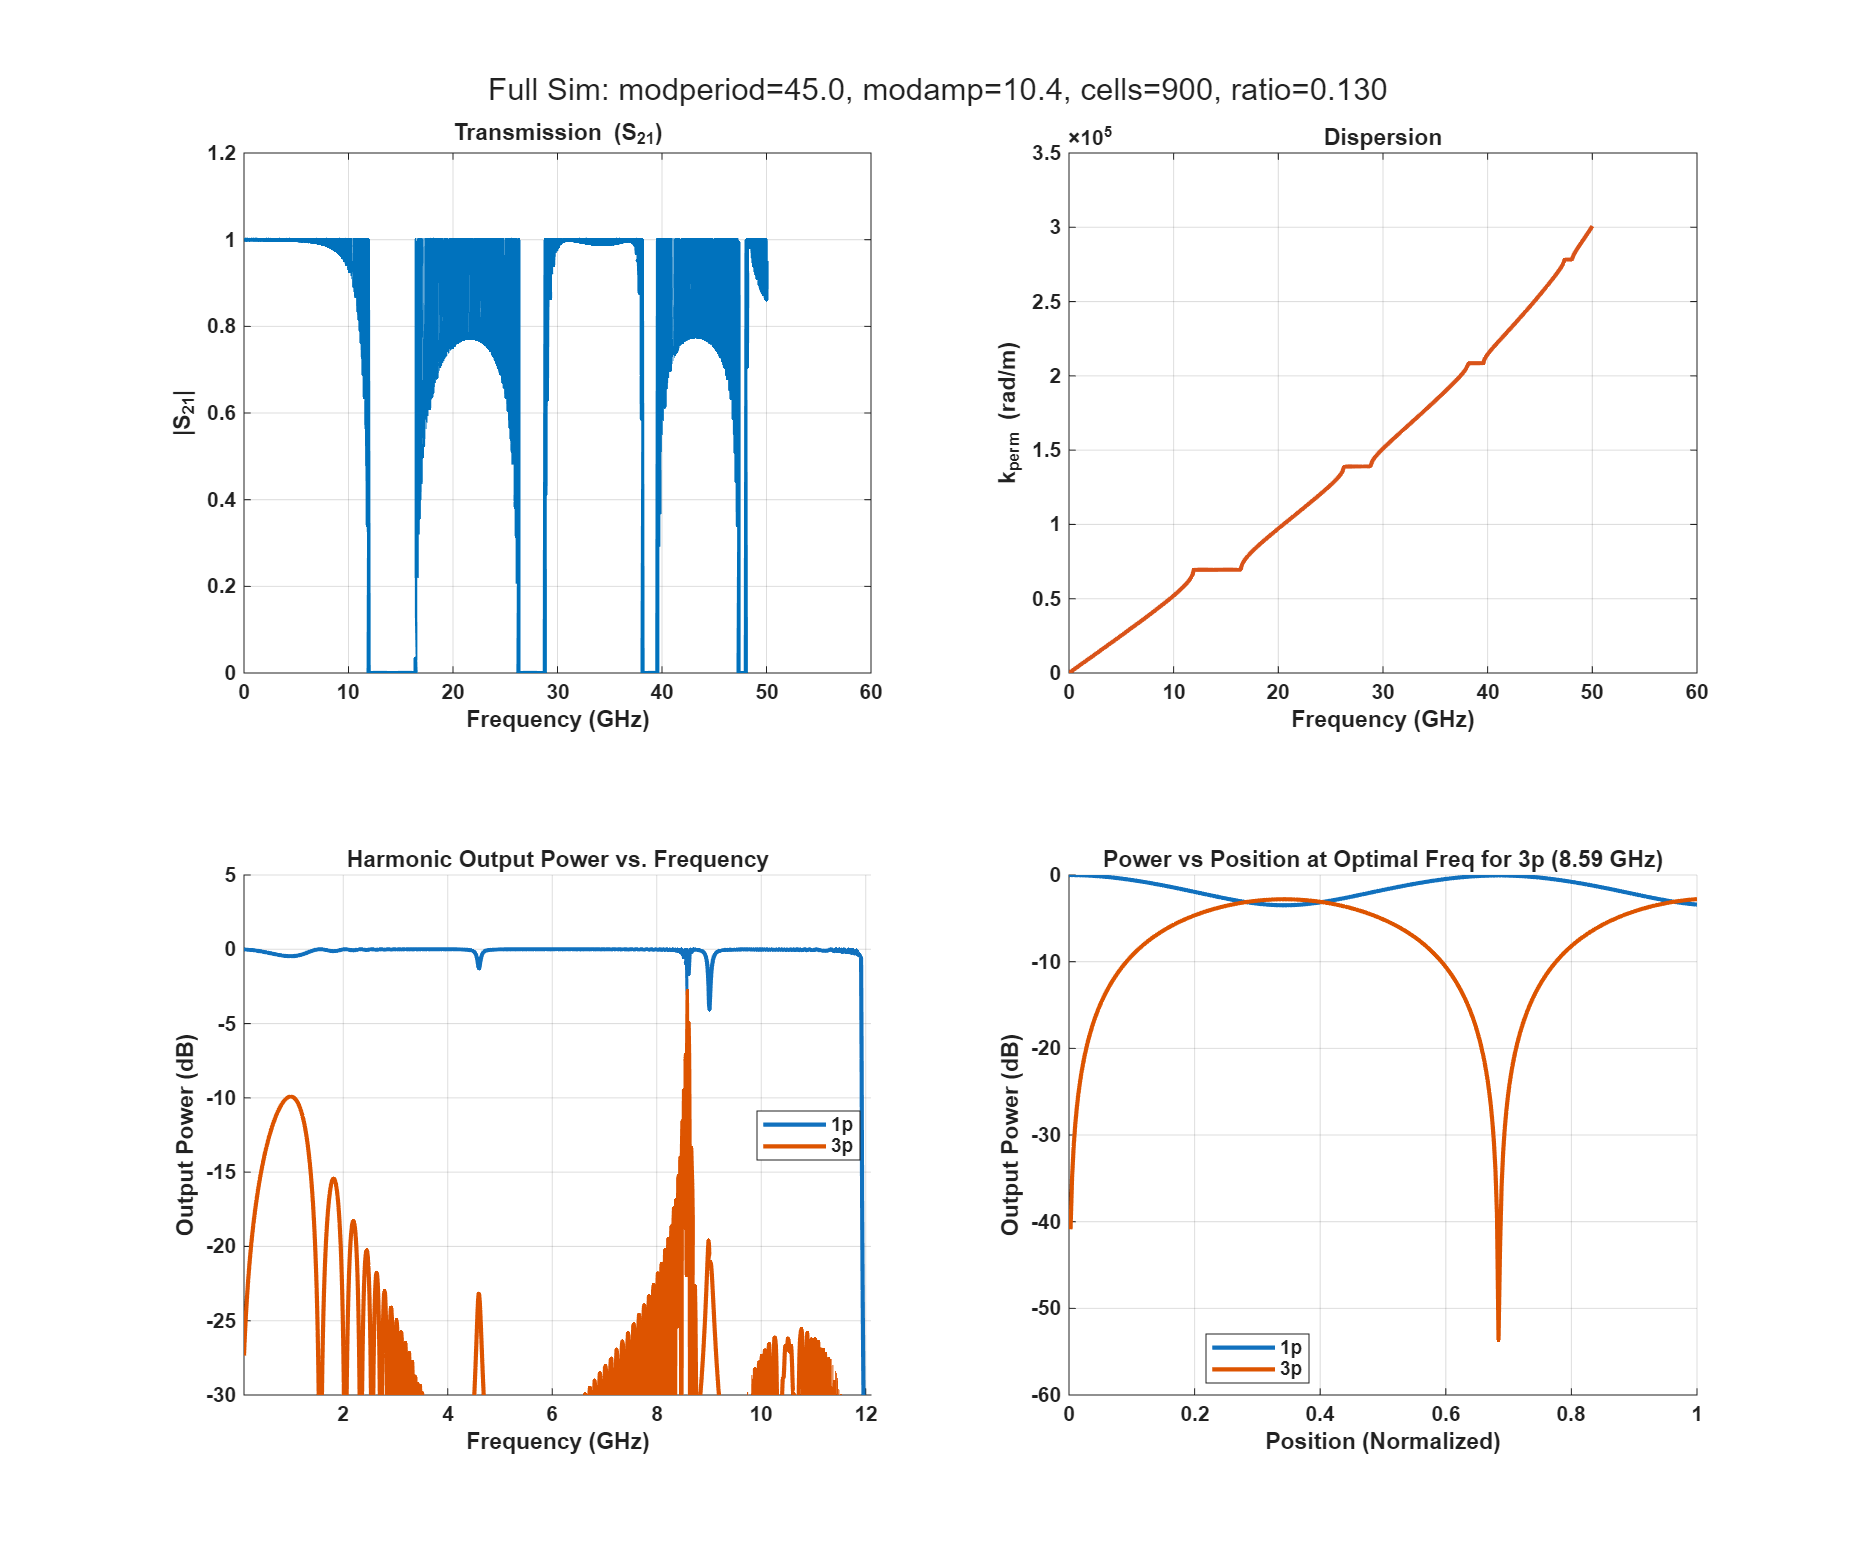 Full Sim: modperiod=45.0, modamp=10.4, cells=900, ratio=0.130
Transmission (S21)
1.2
1
0.8
0.6
0.4
0.2
0
|S21|
0 10 20 30 40 50 60
Frequency (GHz)
×10^5
Dispersion
3.5
3
2.5
2
1.5
1
0.5
0
kperm (rad/m)
0 10 20 30 40 50 60
Frequency (GHz)
Harmonic Output Power vs. Frequency
5
0
-5
-10
-15
-20
-25
-30
Output Power (dB)
1p
3p
2 4 6 8 10 12
Frequency (GHz)
Power vs Position at Optimal Freq for 3p (8.59 GHz)
0
-10
-20
-30
-40
-50
-60
Output Power (dB)
1p
3p
0 0.2 0.4 0.6 0.8 1
Position (Normalized)